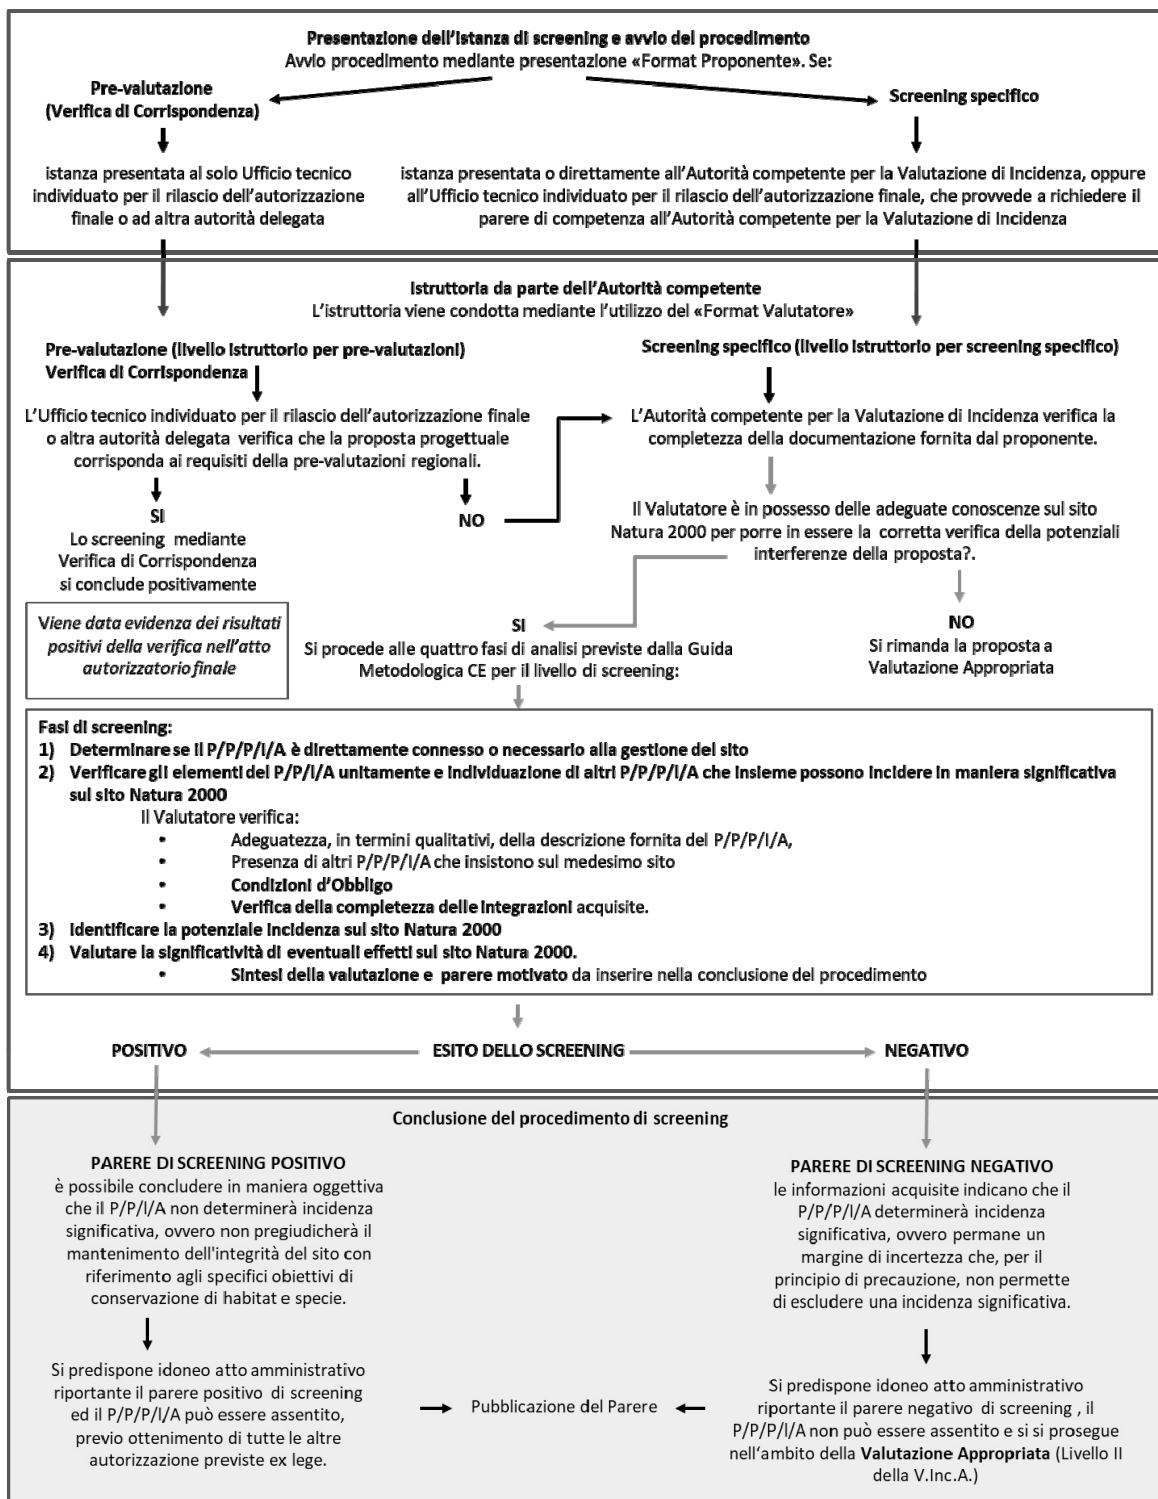 Presentazione dell'istanza di screening e avvio del procedimento
Avvio procedimento mediante presentazione «Format Proponente». Se:
Pre-valutazione
(Verifica di Corrispondenza)
Screening specifico
istanza presentata al solo Ufficio tecnico
individuato per il rilascio dell'autorizzazione
finale o ad altra autorità delegata
istanza presentata o direttamente all'Autorità competente per la Valutazione di Incidenza, oppure
all'Ufficio tecnico individuato per il rilascio dell'autorizzazione finale, che provvede a richiedere il
parere di competenza all'Autorità competente per la Valutazione di Incidenza
Istruttoria da parte dell'Autorità competente
L'istruttoria viene condotta mediante l'utilizzo del «Format Valutatore»
Pre-valutazione (livello istruttorio per pre-valutazioni)
Verifica di Corrispondenza
Screening specifico (livello istruttorio per screening specifico)
L'Ufficio tecnico individuato per il rilascio dell'autorizzazione finale
o altra autorità delegata verifica che la proposta progettuale
corrisponda ai requisiti della pre-valutazioni regionali.
L'Autorità competente per la Valutazione di Incidenza verifica la
completezza della documentazione fornita dal proponente.
SI
NO
Lo screening mediante
Verifica di Corrispondenza
si conclude positivamente
Viene data evidenza dei risultati
positivi della verifica nell'atto
autorizzatorio finale
Il Valutatore è in possesso delle adeguate conoscenze sul sito
Natura 2000 per porre in essere la corretta verifica della potenziali
interferenze della proposta?.
SI
Si procede alle quattro fasi di analisi previste dalla Guida
Metodologica CE per il livello di screening:
NO
Si rimanda la proposta a
Valutazione Appropriata
Fasi di screening:
1) Determinare se il P/P/P/I/A è direttamente connesso o necessario alla gestione del sito
2) Verificare gli elementi del P/P/I/A unitamente e individuazione di altri P/P/P/I/A che insieme possono incidere in maniera significativa
sul sito Natura 2000
Il Valutatore verifica:
• Adeguatezza, in termini qualitativi, della descrizione fornita del P/P/P/I/A,
• Presenza di altri P/P/P/I/A che insistono sul medesimo sito
• Condizioni d'Obbligo
• Verifica della completezza delle integrazioni acquisite.
3) Identificare la potenziale incidenza sul sito Natura 2000
4) Valutare la significatività di eventuali effetti sul sito Natura 2000.
• Sintesi della valutazione e parere motivato da inserire nella conclusione del procedimento
POSITIVO
ESITO DELLO SCREENING
NEGATIVO
Conclusione del procedimento di screening
PARERE DI SCREENING POSITIVO
è possibile concludere in maniera oggettiva
che il P/P/I/A non determinerà incidenza
significativa, ovvero non pregiudicherà il
mantenimento dell'integrità del sito con
riferimento agli specifici obiettivi di
conservazione di habitat e specie.
PARERE DI SCREENING NEGATIVO
le informazioni acquisite indicano che il
P/P/P/I/A determinerà incidenza
significativa, ovvero permane un
margine di incertezza che, per il
principio di precauzione, non permette
di escludere una incidenza significativa.
Si predispone idoneo atto amministrativo
riportante il parere positivo di screening
ed il P/P/P/I/A può essere assentito,
previo ottenimento di tutte le altre
autorizzazione previste ex lege.
Pubblicazione del Parere
Si predispone idoneo atto amministrativo
riportante il parere negativo di screening , il
P/P/P/I/A non può essere assentito e si si prosegue
nell'ambito della Valutazione Appropriata (Livello II
della V.Inc.A.)